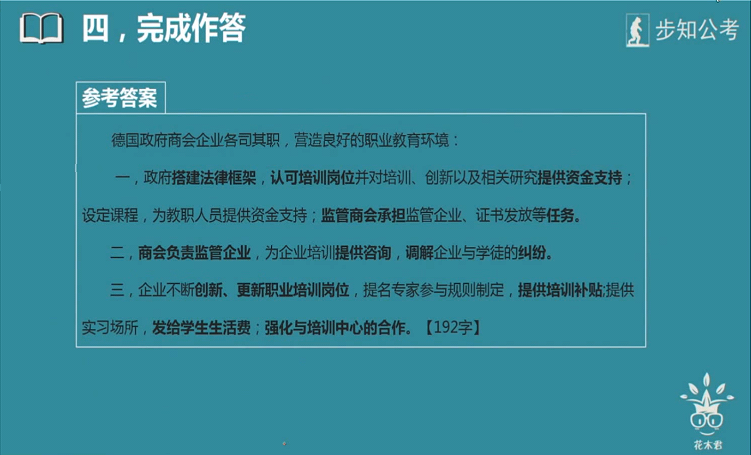 四，完成作答
步知公考
参考答案
德国政府商会企业各司其职，营造良好的职业教育环境：
一，政府搭建法律框架，认可培训岗位并对培训、创新以及相关研究提供资金支持；
设定课程，为教职人员提供资金支持；监管商会承担监管企业、证书发放等任务。
二，商会负责监管企业，为企业培训提供咨询，调解企业与学徒的纠纷。
三，企业不断创新、更新职业培训岗位，提名专家参与规则制定，提供培训补贴;提供
实习场所，发给学生生活费；强化与培训中心的合作。【192字】
花木君